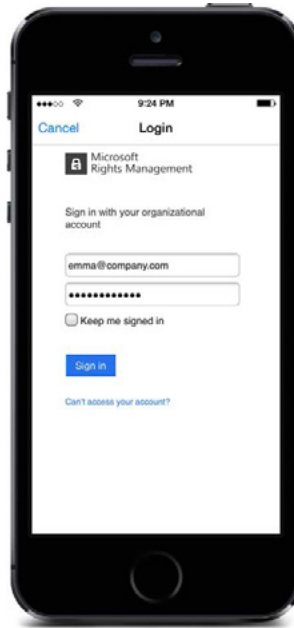 9:24 PM
Cancel
Login
Microsoft
Rights Management
Sign in with your organizational
account
emma@company.com
••••••••••••
Keep me signed in
Sign in
Can't access your account?